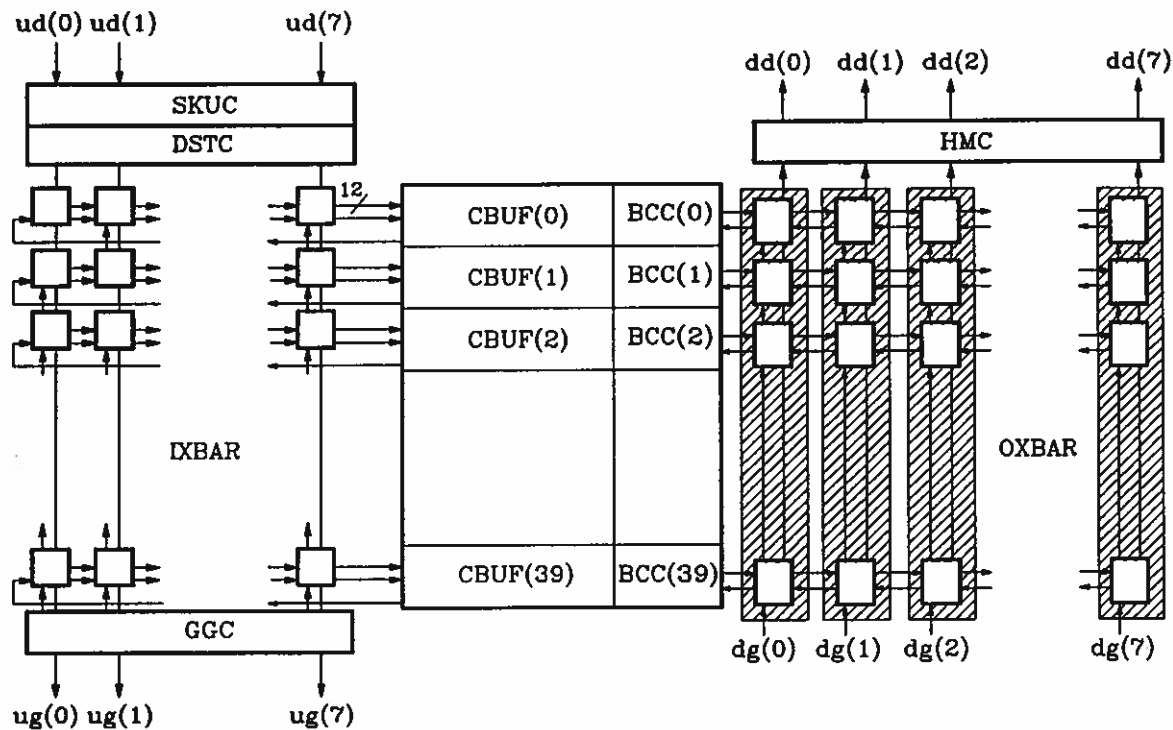 ud(0) ud(1) ud(7)
dd(0) dd(1) dd(2) dd(7)
SKUC
DSTC
HMC
12
CBUF(0) BCC(0)
CBUF(1) BCC(1)
CBUF(2) BCC(2)
IXBAR
OXBAR
CBUF(39) BCC(39)
GGC
dg(0) dg(1) dg(2) dg(7)
ug(0) ug(1) ug(7)